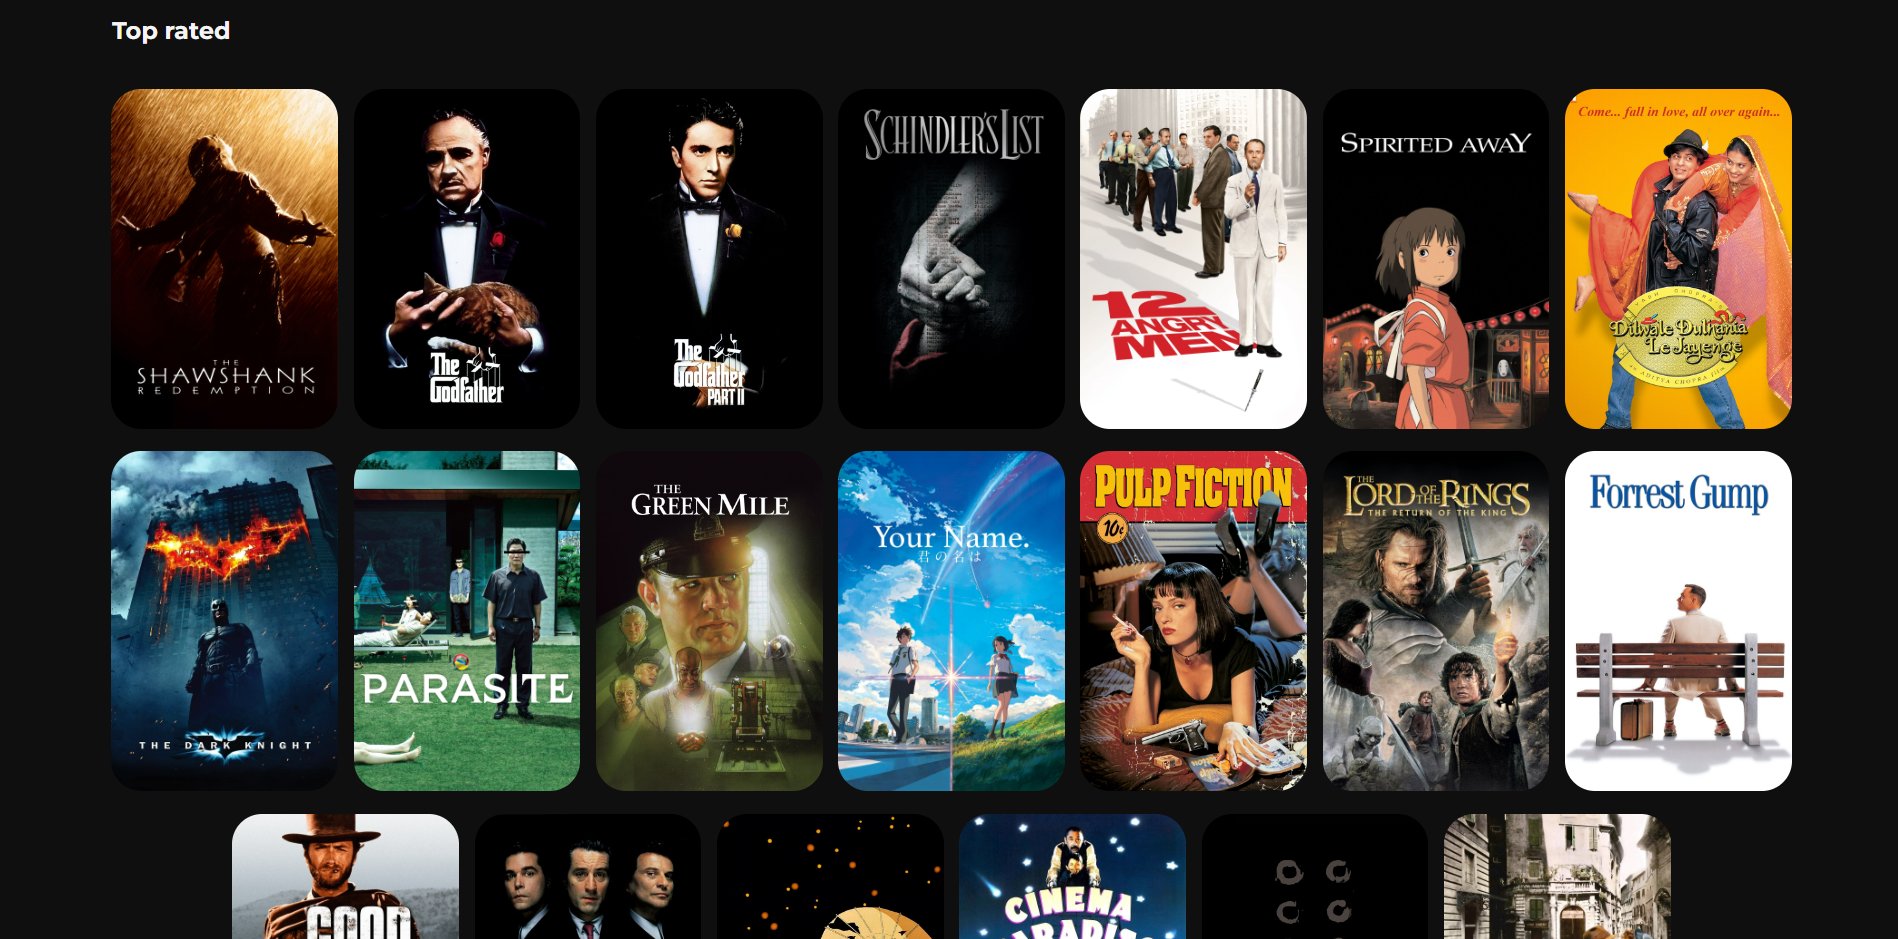 Top rated
THE
SHAWSHANK
REDEMPTION
The
Godfather
The
Godfather
PART II
SCHINDLER'S LIST
12
ANGRY
MEN
SPIRITED AWAY
Come... fall in love, all over again...
Dilwale Dulhania
Le Jayenge
AN ADITYA CHOPRA film
THE DARK KNIGHT
PARASITE
THE
GREEN MILE
Your Name.
君の名は
PULP FICTION
10¢
THE
LORD OF THE RINGS
THE RETURN OF THE KING
Forrest Gump
GOOD
CINEMA
PARADISO